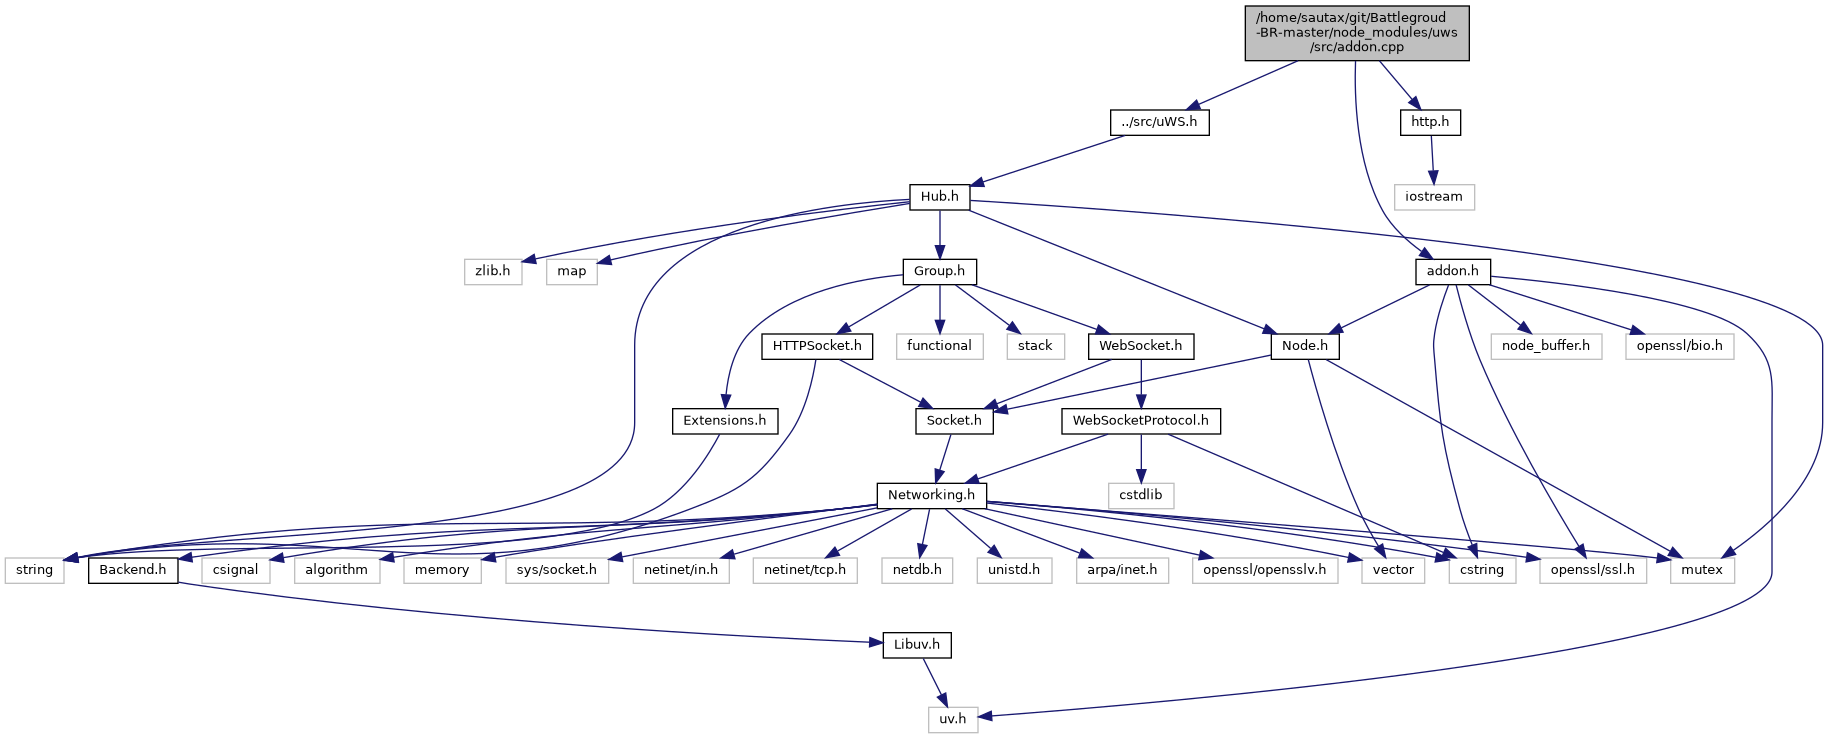 /home/sautax/git/Battlegroud
-BR-master/node_modules/uws
/src/addon.cpp
../src/uWS.h
http.h
Hub.h
iostream
zlib.h
map
Group.h
addon.h
HTTPSocket.h
functional
stack
WebSocket.h
Node.h
node_buffer.h
openssl/bio.h
Extensions.h
Socket.h
WebSocketProtocol.h
Networking.h
cstdlib
string
Backend.h
csignal
algorithm
memory
sys/socket.h
netinet/in.h
netinet/tcp.h
netdb.h
unistd.h
arpa/inet.h
openssl/opensslv.h
vector
cstring
openssl/ssl.h
mutex
Libuv.h
uv.h